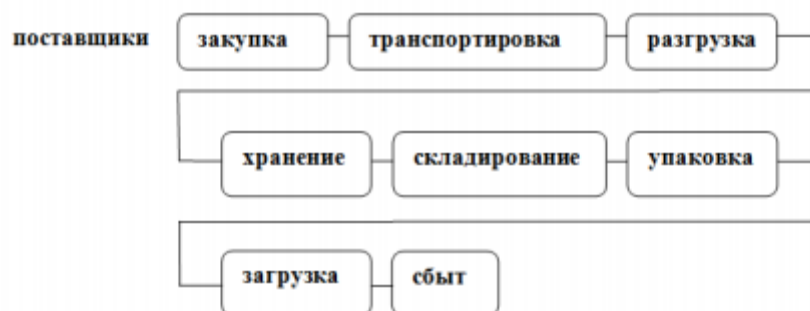 поставщики закупка транспортировка разгрузка
хранение складирование упаковка
загрузка сбыт